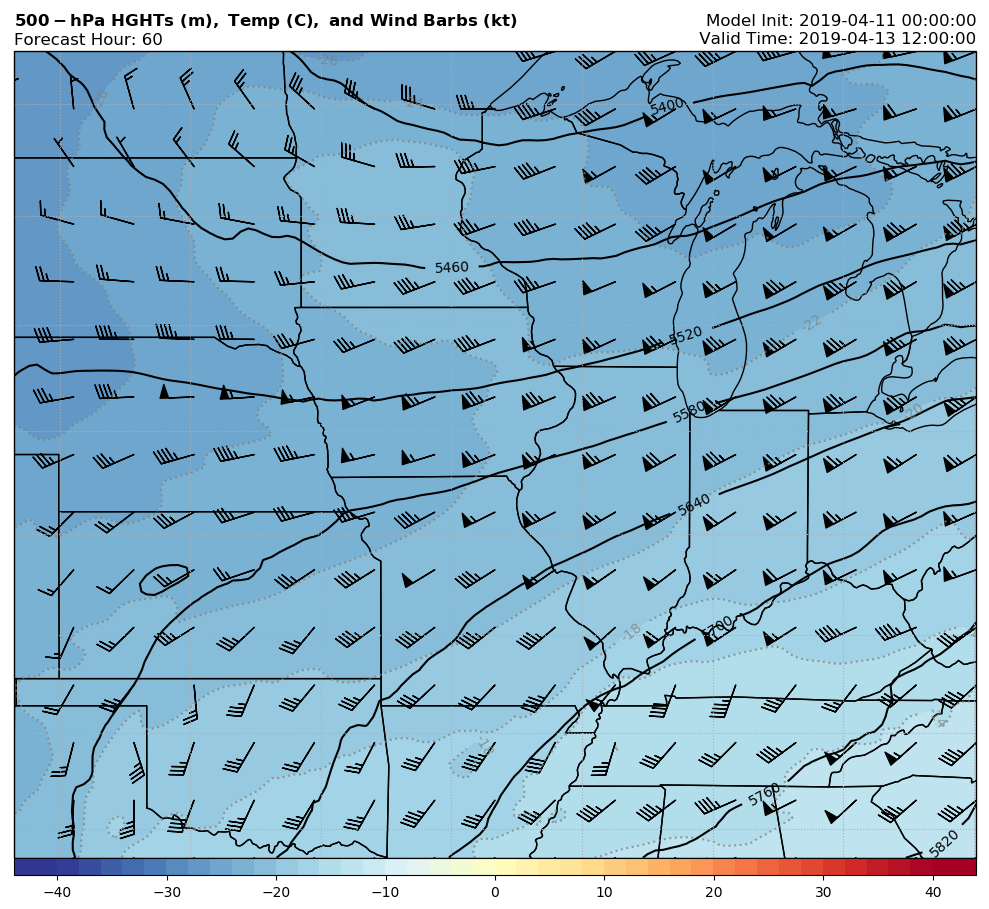 500 − hPa HGHTs (m), Temp (C), and Wind Barbs (kt)
Model Init: 2019-04-11 00:00:00
Forecast Hour: 60
Valid Time: 2019-04-13 12:00:00
5400
5460
-22
5520
5580
-20
5640
-18
5700
-14
5760
5820
−40 −30 −20 −10 0 10 20 30 40